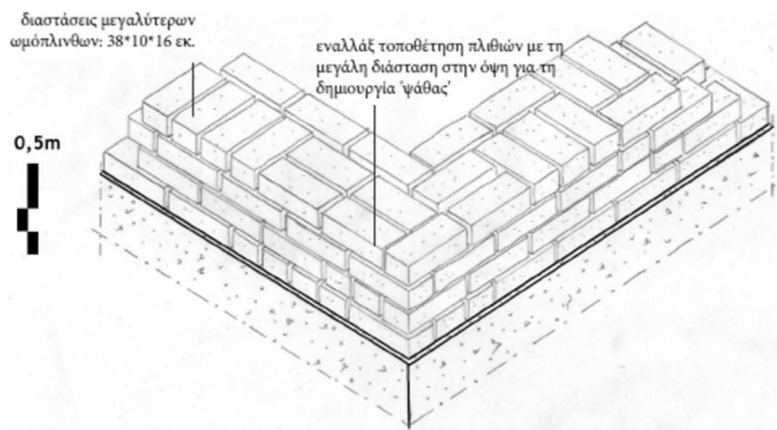 διαστάσεις μεγαλύτερων
ωμόπλινθων: 38*10*16 εκ.
εναλλάξ τοποθέτηση πλιθιών με τη
μεγάλη διάσταση στην όψη για τη
δημιουργία 'ψάθας'
0,5m